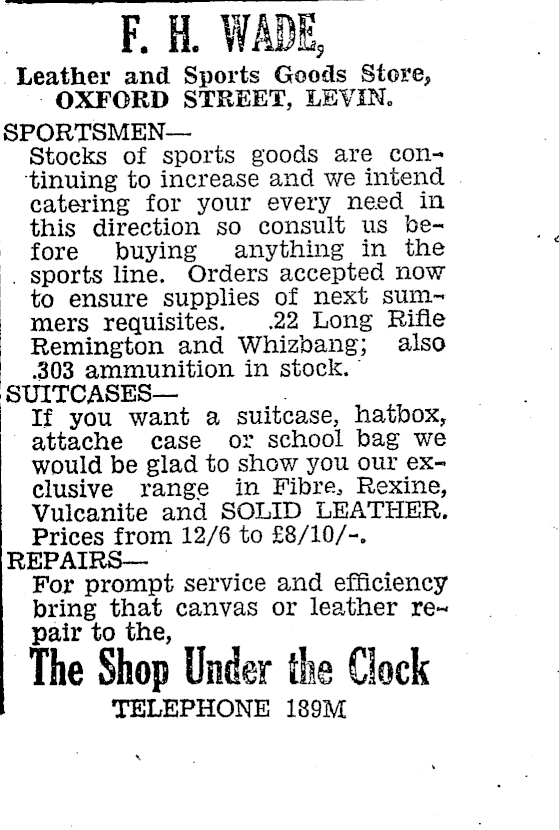 F. H. WADE,
Leather and Sports Goods Store,
OXFORD STREET, LEVIN.
SPORTSMEN—
Stocks of sports goods are con-
tinuing to increase and we intend
catering for your every need in
this direction so consult us be-
fore buying anything in the
sports line. Orders accepted now
to ensure supplies of next sum-
mers requisites. .22 Long Rifle
Remington and Whizbang; also
.303 ammunition in stock.
SUITCASES—
If you want a suitcase, hatbox,
attache case or school bag we
would be glad to show you our ex-
clusive range in Fibre, Rexine,
Vulcanite and SOLID LEATHER.
Prices from 12/6 to £8/10/-.
REPAIRS—
For prompt service and efficiency
bring that canvas or leather re-
pair to the,
The Shop Under the Clock
TELEPHONE 189M